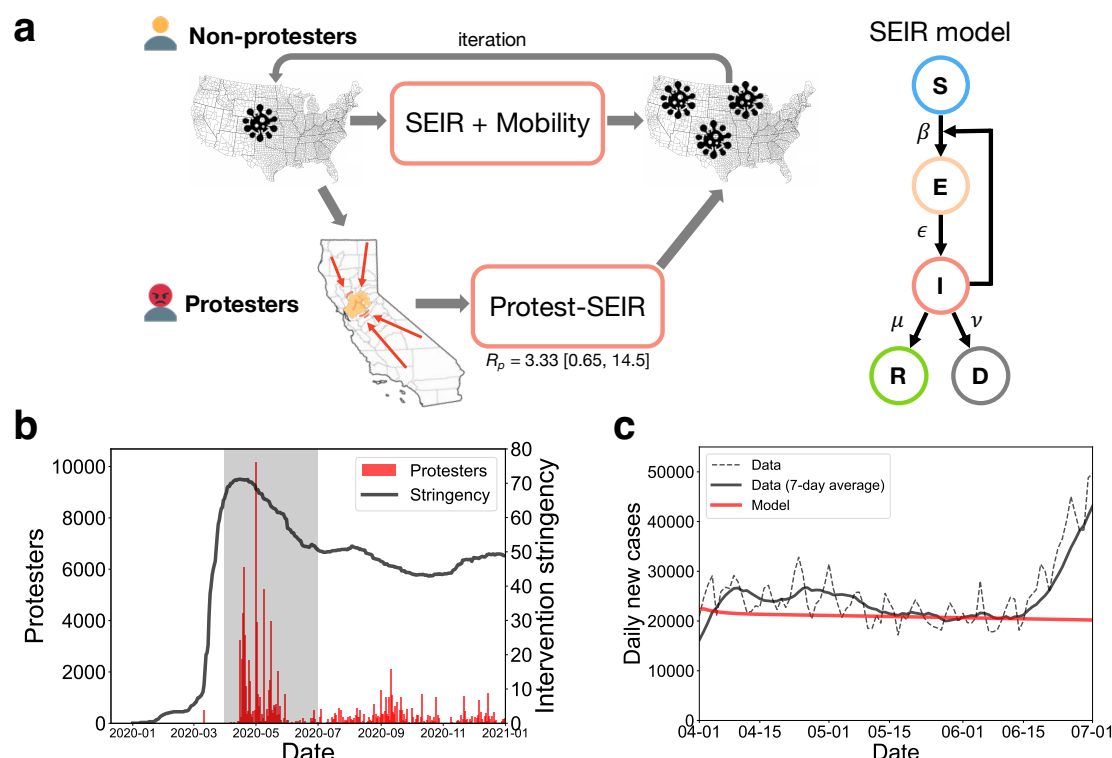 a
Non-protesters
iteration
SEIR + Mobility
Protesters
Protest-SEIR
R_p = 3.33 [0.65, 14.5]
SEIR model
S
β
E
ϵ
I
μ
ν
R
D
b
Protesters
Stringency
Protesters
10000
8000
6000
4000
2000
0
80
70
60
50
40
30
20
10
0
Intervention stringency
2020-01
2020-03
2020-05
2020-07
2020-09
2020-11
2021-01
Date
c
Data
Data (7-day average)
Model
Daily new cases
50000
40000
30000
20000
10000
0
04-01
04-15
05-01
05-15
06-01
06-15
07-01
Date